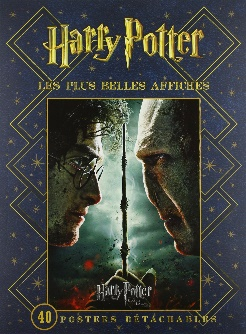 Harry Potter
LES PLUS BELLES AFFICHES
Harry Potter
40 POSTERS DÉTACHABLES